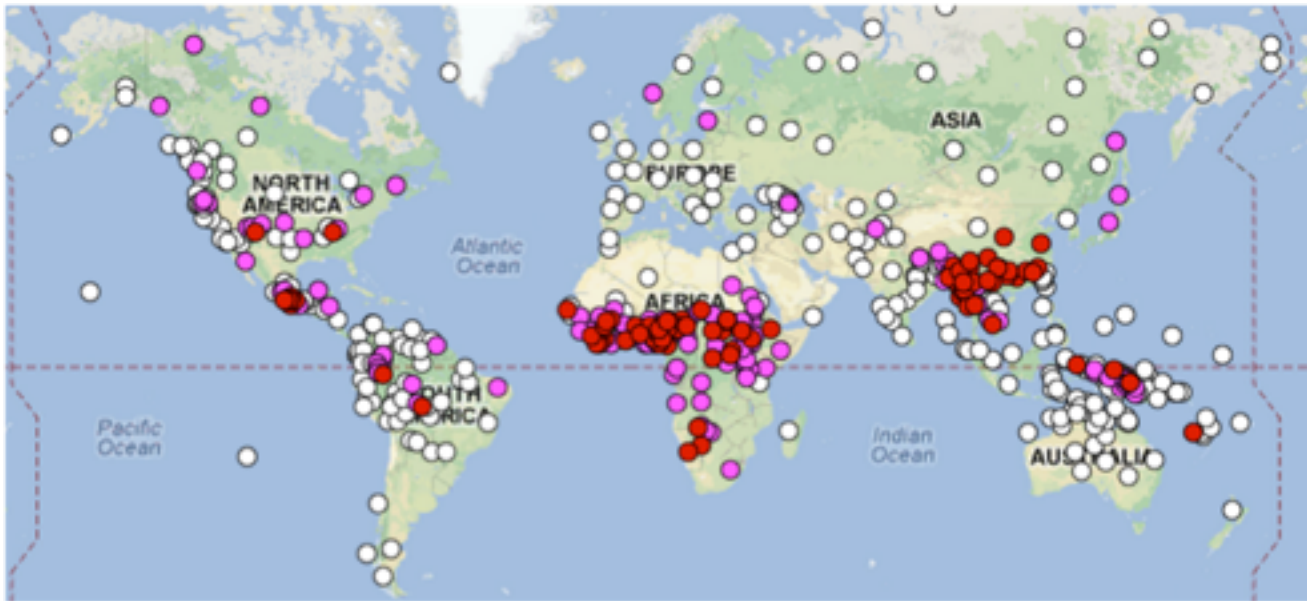 ASIA
EUROPE
NORTH
AMERICA
Atlantic
Ocean
AFRICA
SOUTH
AMERICA
Pacific
Ocean
Indian
Ocean
AUSTRALIA